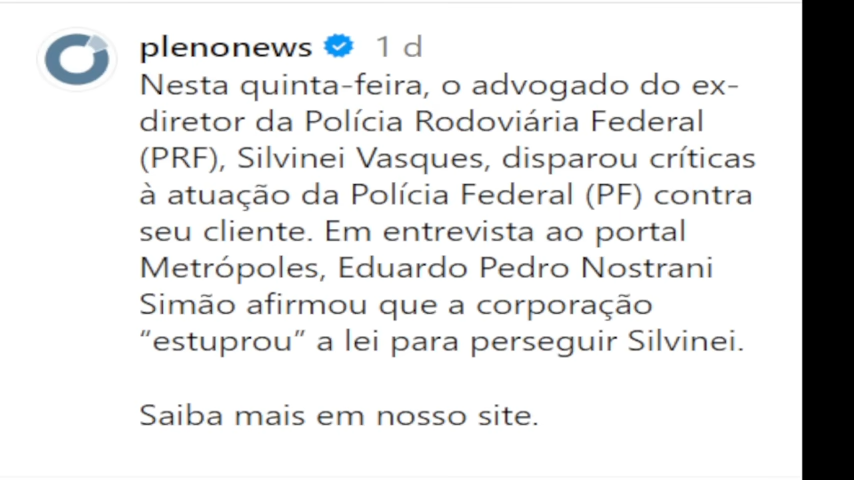 plenonews 1 d
Nesta quinta-feira, o advogado do ex-
diretor da Polícia Rodoviária Federal
(PRF), Silvinei Vasques, disparou críticas
à atuação da Polícia Federal (PF) contra
seu cliente. Em entrevista ao portal
Metrópoles, Eduardo Pedro Nostrani
Simão afirmou que a corporação
“estuprou” a lei para perseguir Silvinei.
Saiba mais em nosso site.